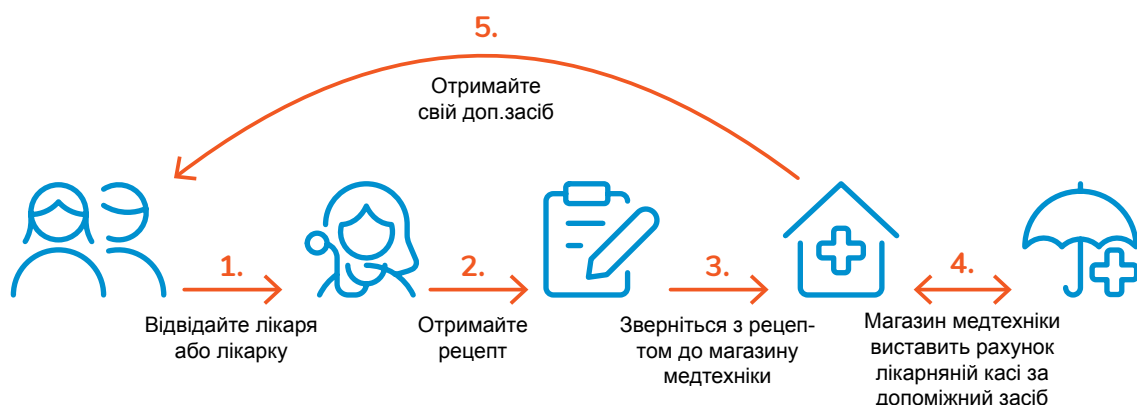 5.
Отримайте
свій доп.засіб
1.
Відвідайте лікаря
або лікарку
2.
Отримайте
рецепт
3.
Зверніться з рецеп-
том до магазину
медтехніки
4.
Магазин медтехніки
виставить рахунок
лікарняній касі за
допоміжний засіб